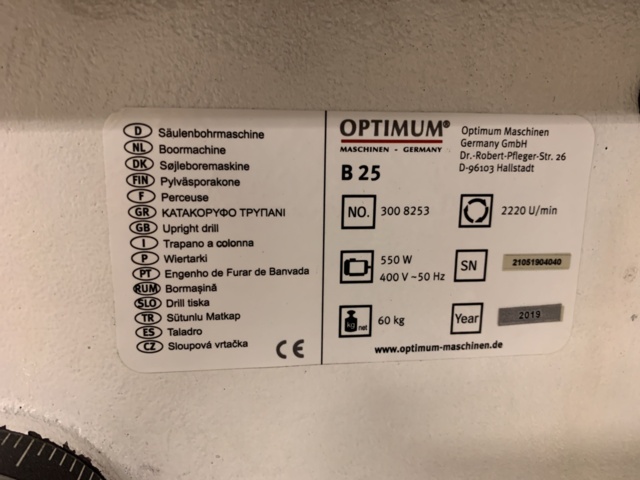 D Säulenbohrmaschine
NL Boormachine
DK Søjleboremaskine
FIN Pylväsporakone
F Perceuse
GR ΚΑΤΑΚΟΡΥΦΟ ΤΡΥΠΑΝΙ
GB Upright drill
I Trapano a colonna
P Wiertarki
PT Engenho de Furar de Banvada
RUM Bormaşină
SLO Drill tiska
TR Sütunlu Matkap
ES Taladro
CZ Sloupová vrtačka
CE
OPTIMUM®
MASCHINEN - GERMANY
Optimum Maschinen
Germany GmbH
Dr.-Robert-Pfleger-Str. 26
D-96103 Hallstadt
B 25
NO. 300 8253
2220 U/min
550 W
400 V ~50 Hz
SN 21051904040
kg net 60 kg
Year 2019
www.optimum-maschinen.de